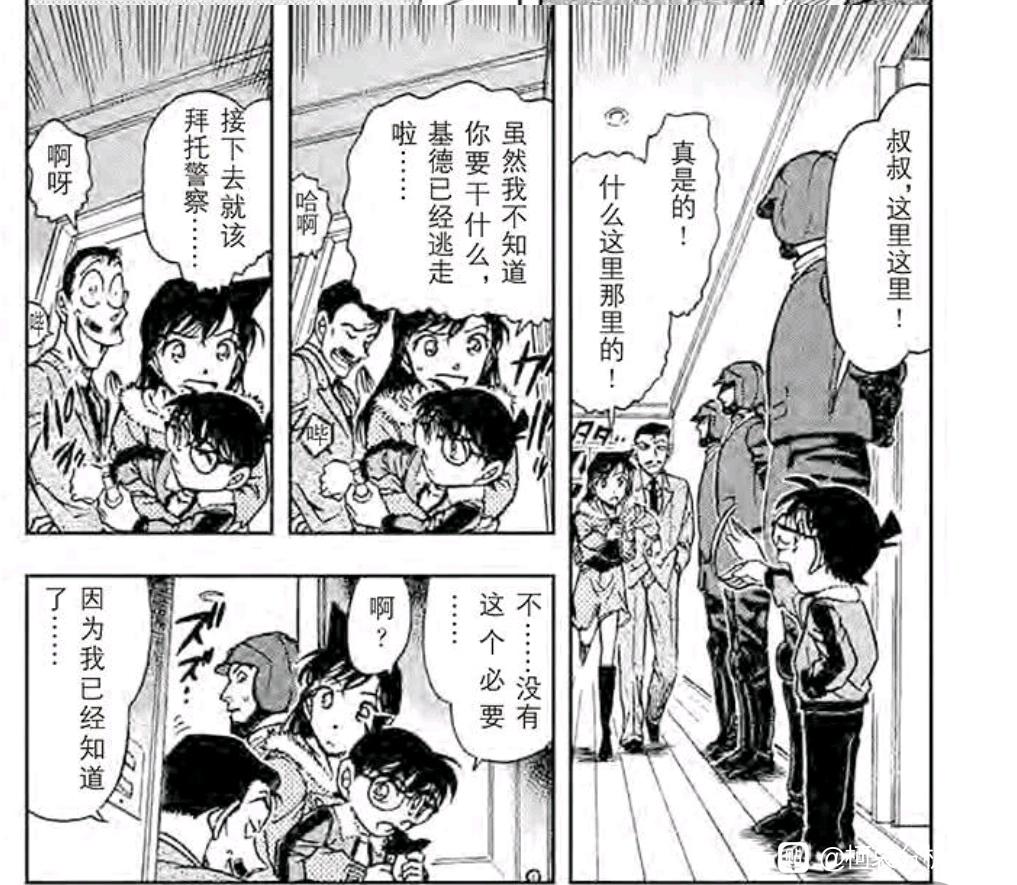 叔叔，这里这里！
真是的！
什么这里那里的！
タタ…
虽然我不知道
你要干什么，
基德已经逃走
啦……
哈啊
哔
接下去就该
拜托警察……
啊呀
哔
不……没有
这个必要
……
啊？
因为我已经知道
了……